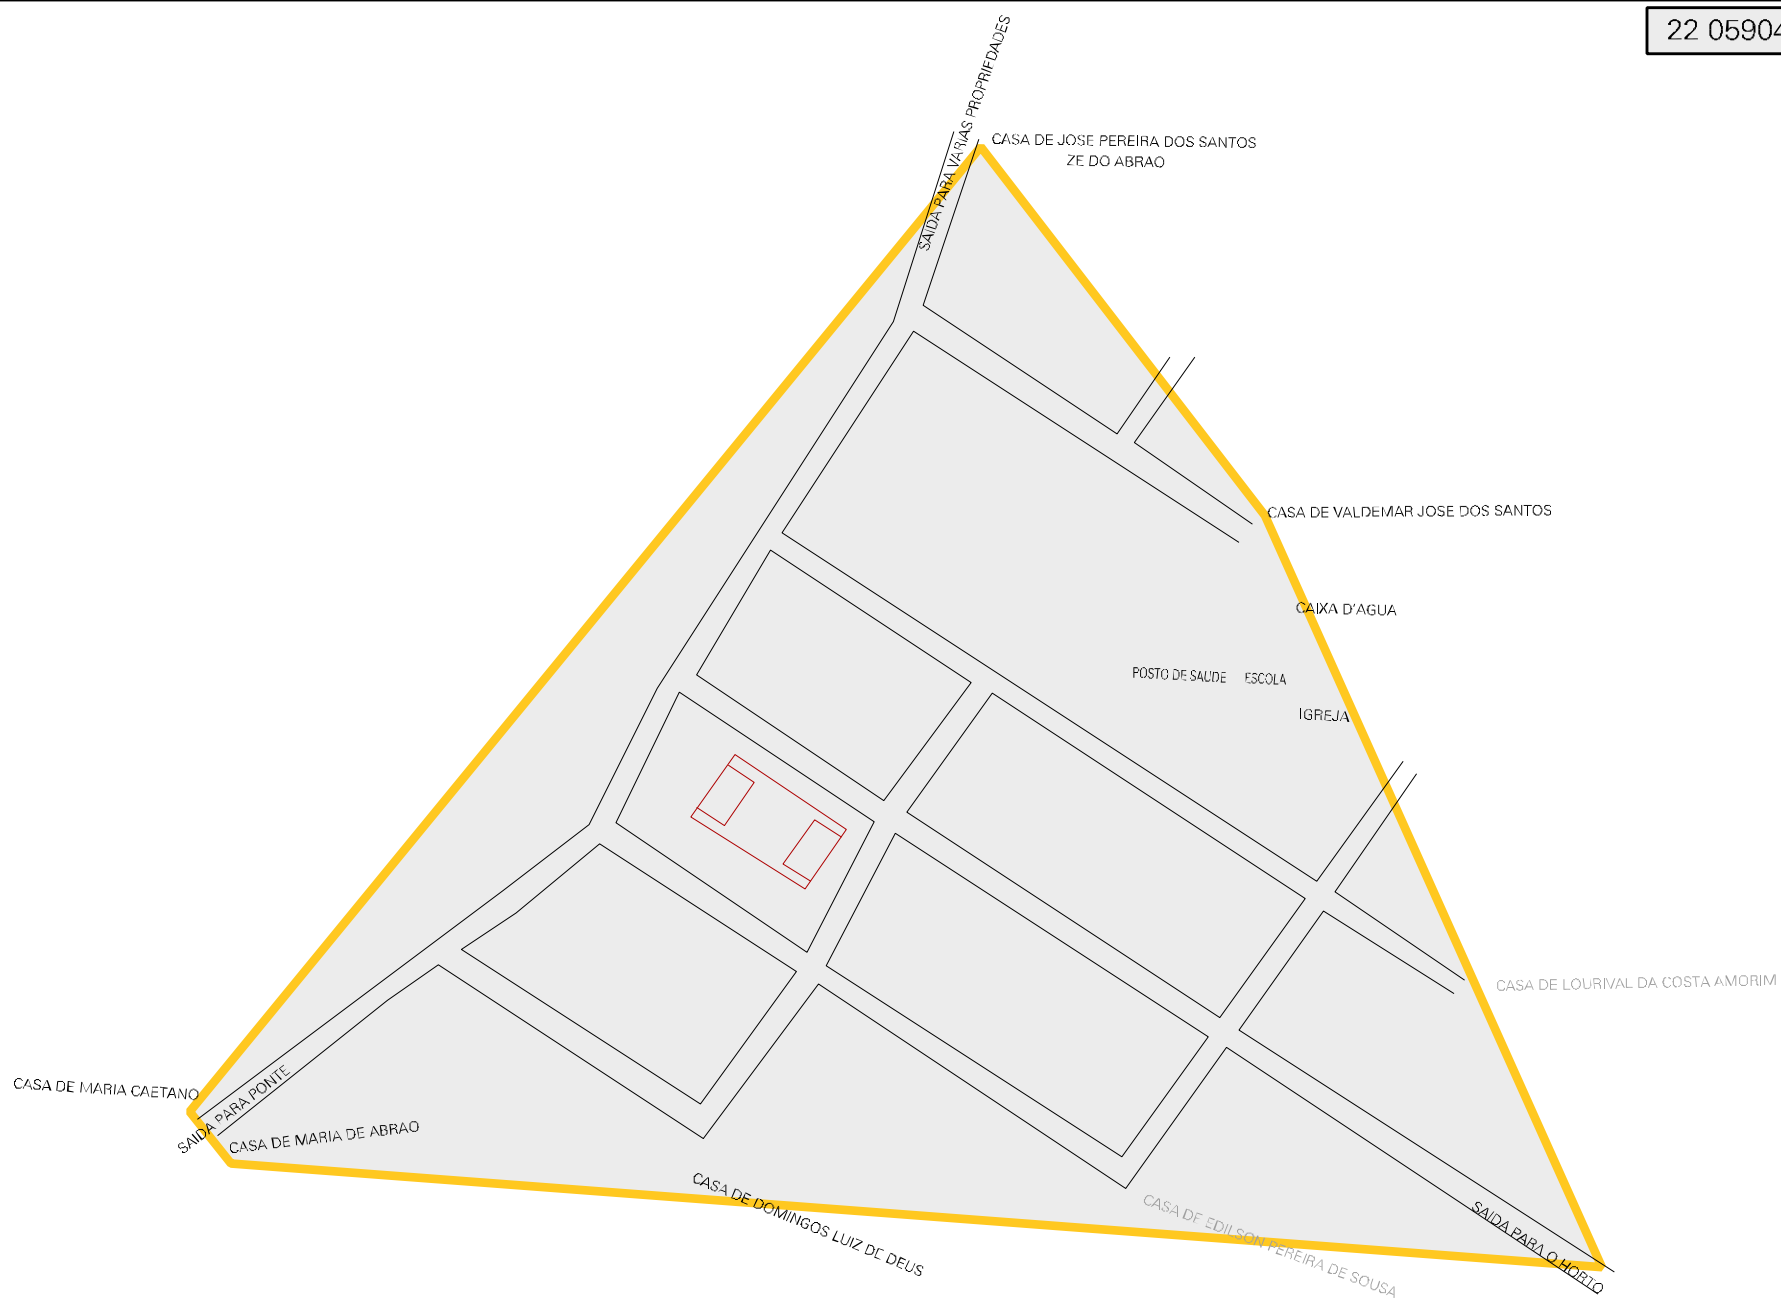 22 05904
SAIDA PARA VARIAS PROPRIEDADES
CASA DE JOSE PEREIRA DOS SANTOS
ZE DO ABRAO
CASA DE VALDEMAR JOSE DOS SANTOS
CAIXA D'AGUA
POSTO DE SAUDE
ESCOLA
IGREJA
CASA DE LOURIVAL DA COSTA AMORIM
CASA DE MARIA CAETANO
SAIDA PARA PONTE
CASA DE MARIA DE ABRAO
CASA DE DOMINGOS LUIZ DE DEUS
CASA DE EDILSON PEREIRA DE SOUSA
SAIDA PARA O HORTO